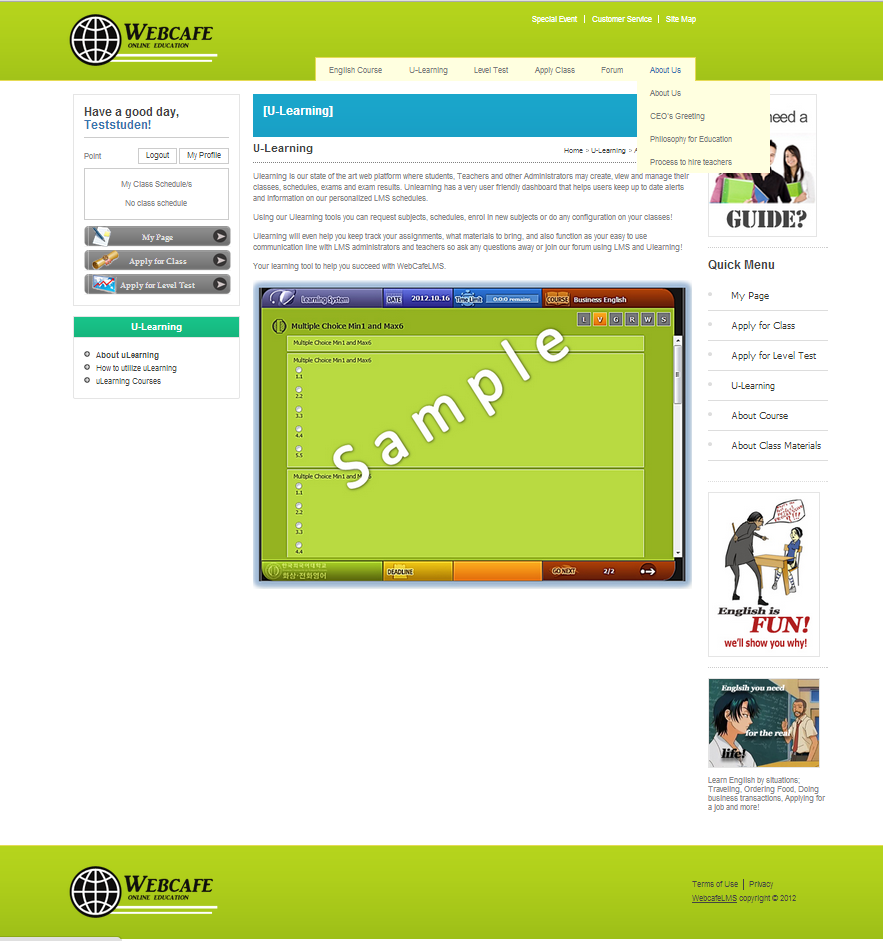 WEBCAFE
ONLINE EDUCATION
Special Event | Customer Service | Site Map
English Course U-Learning Level Test Apply Class Forum About Us
About Us
CEO's Greeting
Philosophy for Education
Process to hire teachers
Have a good day,
Teststuden!
Point Logout My Profile
My Class Schedule/s
No class schedule
My Page
Apply for Class
Apply for Level Test
U-Learning
About uLearning
How to utilize uLearning
uLearning Courses
[U-Learning]
U-Learning
Home > U-Learning >
Ulearning is our state of the art web platform where students, Teachers and other Administrators may create, view and manage their
classes, schedules, exams and exam results. Unlearning has a very user friendly dashboard that helps users keep up to date alerts
and information on our personalized LMS schedules.
Using our Ulearning tools you can request subjects, schedules, enroll in new subjects or do any configuration on your classes!
Ulearning will even help you keep track your assignments, what materials to bring, and also function as your easy to use
communication line with LMS administrators and teachers so ask any questions away or join our forum using LMS and Ulearning!
Your learning tool to help you succeed with WebCafeLMS.
Learning System DATE 2012.10.16 Time Limit 0:0:0 remains. COURSE Business English
Multiple Choice Min1 and Max6 L V G R W S
Multiple Choice Min1 and Max6
Multiple Choice Min1 and Max6
1.1
2.2
3.3
4.4
5.5
Multiple Choice Min1 and Max6
1.1
2.2
3.3
4.4
Sample
한국외국어대학교
화상·전화영어 DEADLINE GO NEXT 2/2
need a
GUIDE?
Quick Menu
My Page
Apply for Class
Apply for Level Test
U-Learning
About Course
About Class Materials
English is
FUN!
we'll show you why!
Englsih you need
for the real
life!
Learn English by situations;
Traveling, Ordering Food, Doing
business transactions, Applying for
a job and more!
WEBCAFE
ONLINE EDUCATION
Terms of Use | Privacy
WebcafeLMS copyright © 2012